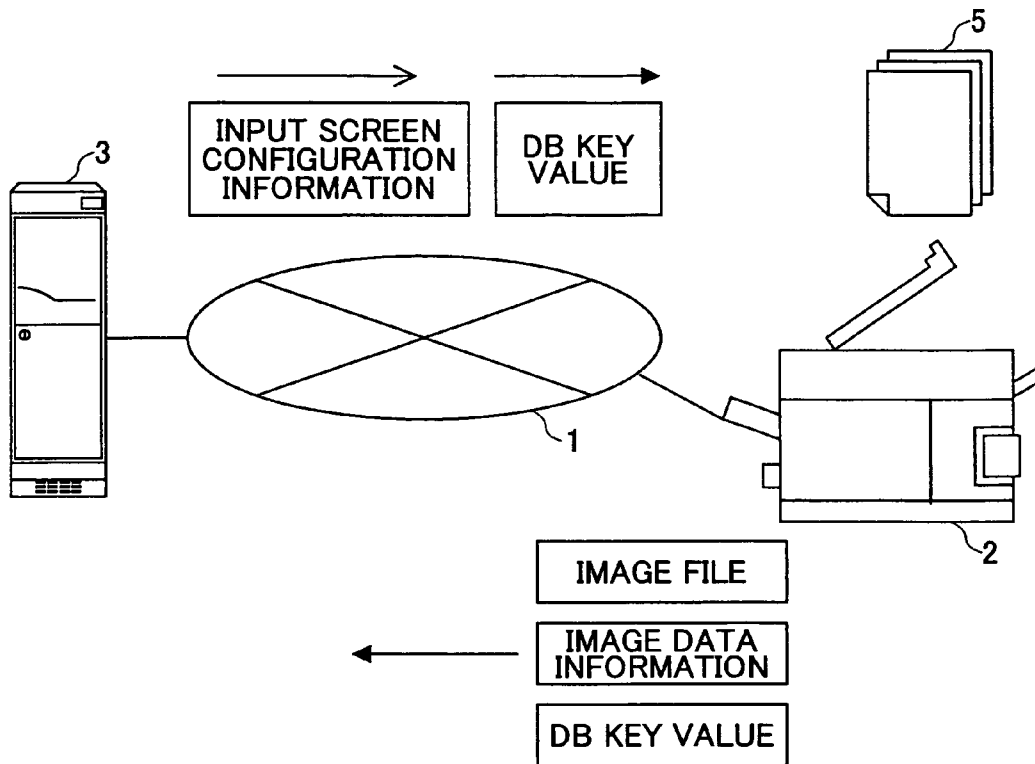 5
INPUT SCREEN
CONFIGURATION
INFORMATION
DB KEY
VALUE
3
1
2
IMAGE FILE
IMAGE DATA
INFORMATION
DB KEY VALUE